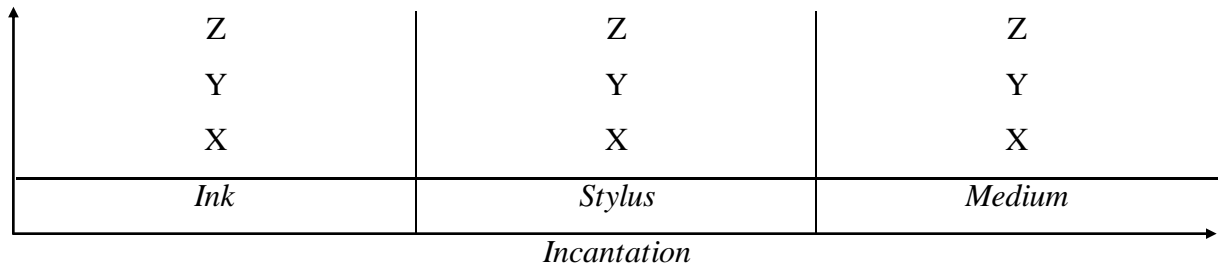 Z Z Z
Y Y Y
X X X
Ink Stylus Medium
Incantation